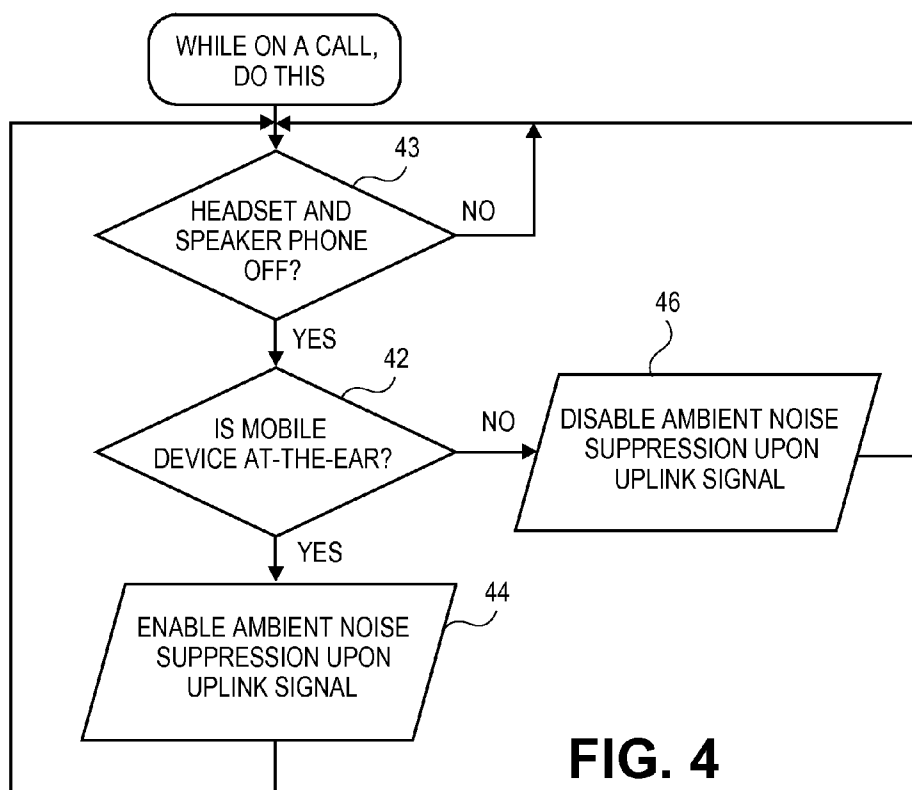 WHILE ON A CALL,
DO THIS
43
HEADSET AND
SPEAKER PHONE
OFF?
NO
YES
42
IS MOBILE
DEVICE AT-THE-EAR?
NO
46
DISABLE AMBIENT NOISE
SUPPRESSION UPON
UPLINK SIGNAL
YES
44
ENABLE AMBIENT NOISE
SUPPRESSION UPON
UPLINK SIGNAL
FIG. 4